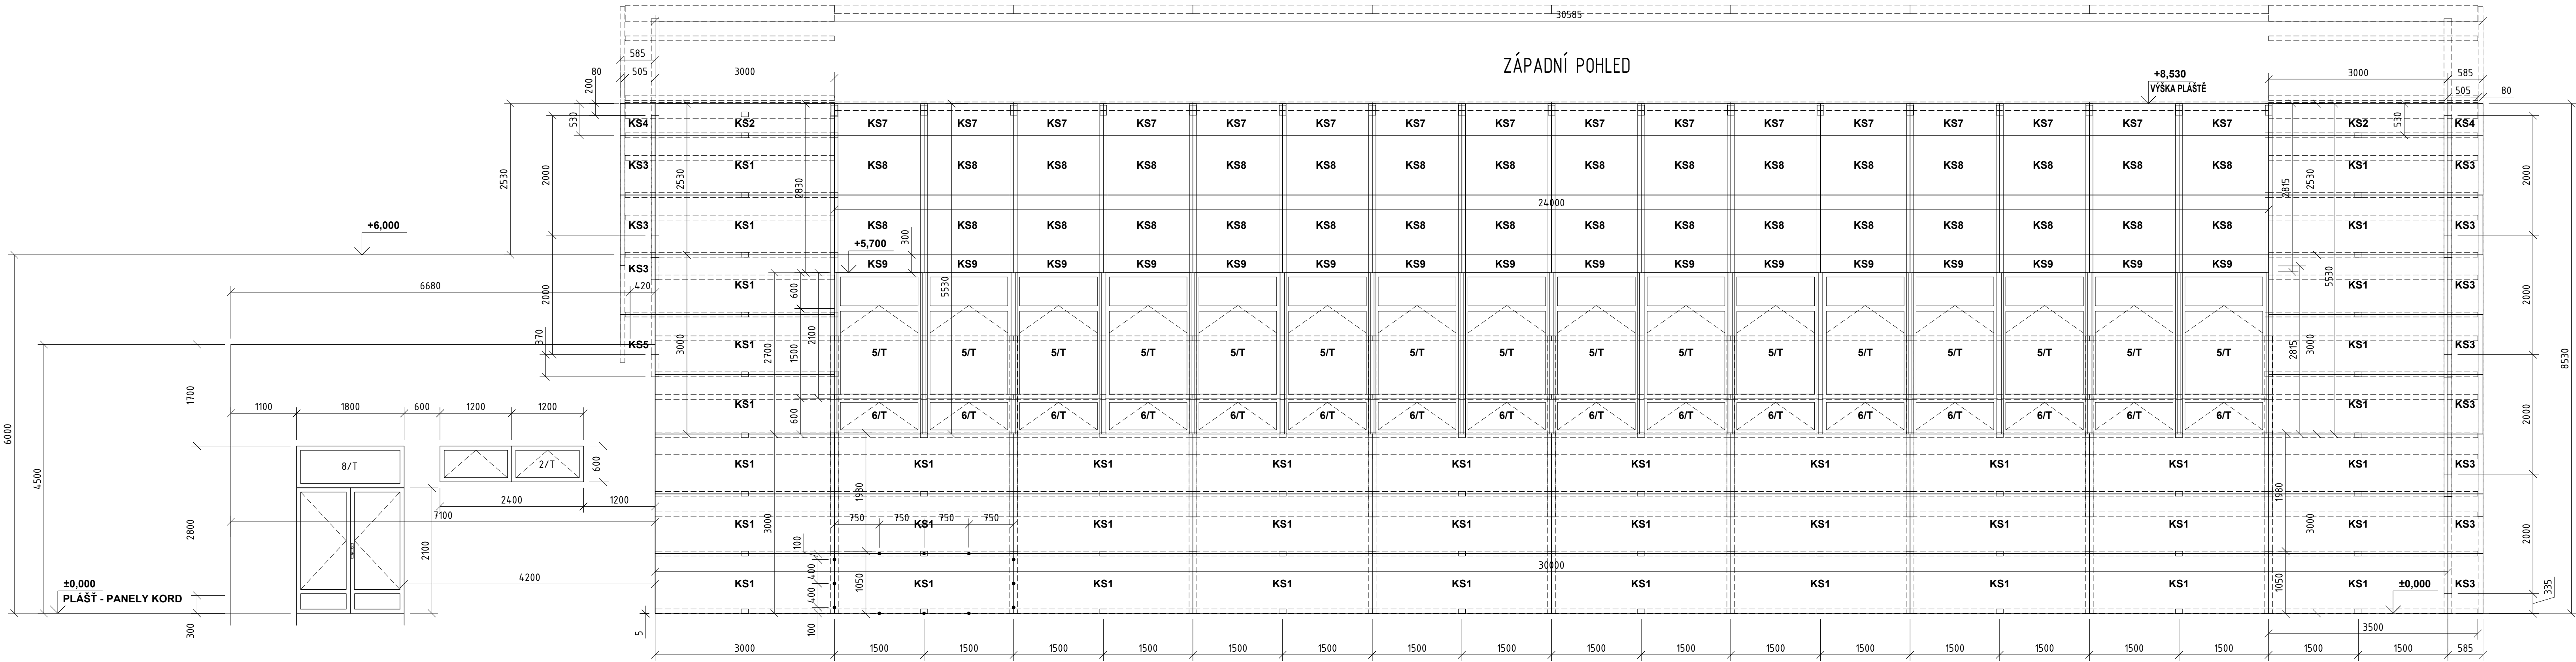 30585
ZÁPADNÍ POHLED
585
80 505 3000
200
+8,530
VÝŠKA PLÁŠTĚ
3000 585
505 80
530
2530
2000
KS4 KS2 KS7 KS7 KS7 KS7 KS7 KS7 KS7 KS7 KS7 KS7 KS7 KS7 KS7 KS7 KS7 KS7 KS2 530 KS4
KS3 KS1 KS8 KS8 KS8 KS8 KS8 KS8 KS8 KS8 KS8 KS8 KS8 KS8 KS8 KS8 KS8 KS8 KS1 KS3
2530 2830 2815 2530 2000
24000
+6,000
KS3 KS1 KS8 KS8 KS8 KS8 KS8 KS8 KS8 KS8 KS8 KS8 KS8 KS8 KS8 KS8 KS8 KS8 KS1 KS3
+5,700 300
KS3 KS9 KS9 KS9 KS9 KS9 KS9 KS9 KS9 KS9 KS9 KS9 KS9 KS9 KS9 KS9 KS9
6680 420 2000 KS1 600 5530 5530 KS1 KS3 2000
370 KS5 KS1 3000 2700 1500 2100 2815 3000 KS1 KS3 8530
5/T 5/T 5/T 5/T 5/T 5/T 5/T 5/T 5/T 5/T 5/T 5/T 5/T 5/T 5/T 5/T
1700
1100 1800 600 1200 1200
KS1 600 KS1 KS3 2000
6/T 6/T 6/T 6/T 6/T 6/T 6/T 6/T 6/T 6/T 6/T 6/T 6/T 6/T 6/T 6/T
6000
4500
8/T 2/T 600
KS1 KS1 KS1 KS1 KS1 KS1 KS1 KS1 KS1 KS1 KS3
2400 1200
1980 1980
7100
2800
2100
3000
750 750 750 750
KS1 KS1 KS1 KS1 KS1 KS1 KS1 KS1 KS1 KS1 KS3
3000 2000
100
400
30000
4200
±0,000
PLÁŠŤ - PANELY KORD
KS1 KS1 KS1 KS1 KS1 KS1 KS1 KS1 KS1 KS1 ±0,000 KS3
400 1050 1050 335
300 5 100
3500
3000 1500 1500 1500 1500 1500 1500 1500 1500 1500 1500 1500 1500 1500 1500 1500 1500 1500 1500 585